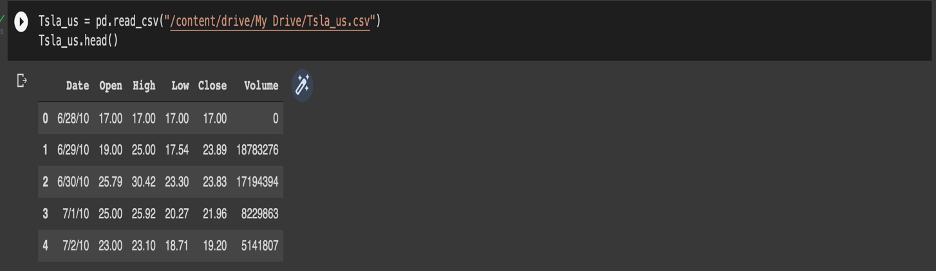 Tsla_us = pd.read_csv("/content/drive/My Drive/Tsla_us.csv")
Tsla_us.head()
Date Open High Low Close Volume
0 6/28/10 17.00 17.00 17.00 17.00 0
1 6/29/10 19.00 25.00 17.54 23.89 18783276
2 6/30/10 25.79 30.42 23.30 23.83 17194394
3 7/1/10 25.00 25.92 20.27 21.96 8229863
4 7/2/10 23.00 23.10 18.71 19.20 5141807